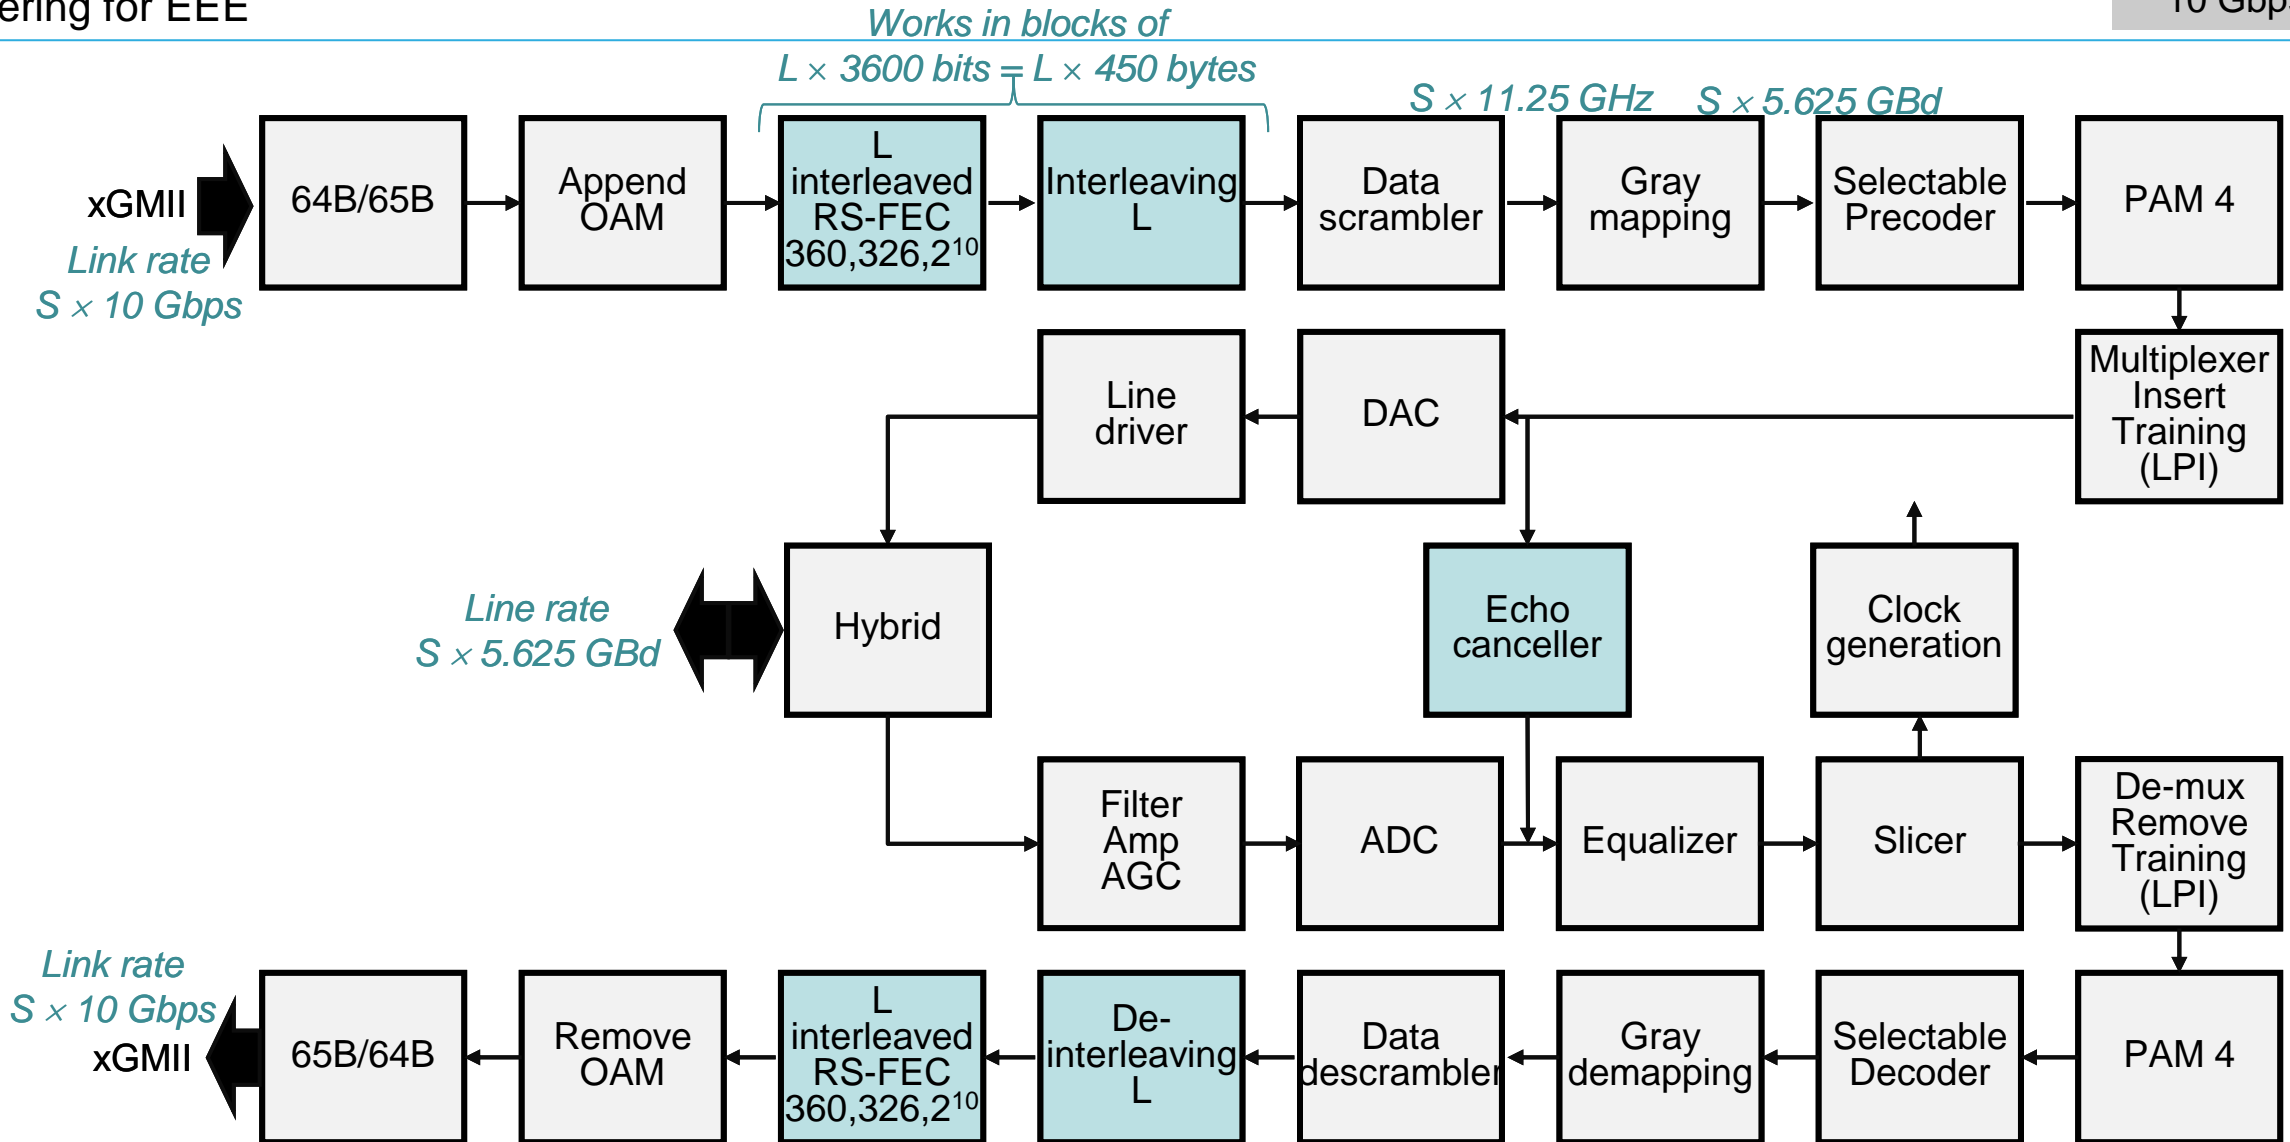 ering for EEE
10 Gbps
Works in blocks of
L × 3600 bits = L × 450 bytes
S × 11.25 GHz
S × 5.625 GBd
xGMII
Link rate
S × 10 Gbps
64B/65B
Append
OAM
L
interleaved
RS-FEC
360,326,2¹⁰
Interleaving
L
Data
scrambler
Gray
mapping
Selectable
Precoder
PAM 4
Line
driver
DAC
Multiplexer
Insert
Training
(LPI)
Line rate
S × 5.625 GBd
Hybrid
Echo
canceller
Clock
generation
Filter
Amp
AGC
ADC
Equalizer
Slicer
De-mux
Remove
Training
(LPI)
Link rate
S × 10 Gbps
xGMII
65B/64B
Remove
OAM
L
interleaved
RS-FEC
360,326,2¹⁰
De-
interleaving
L
Data
descrambler
Gray
demapping
Selectable
Decoder
PAM 4